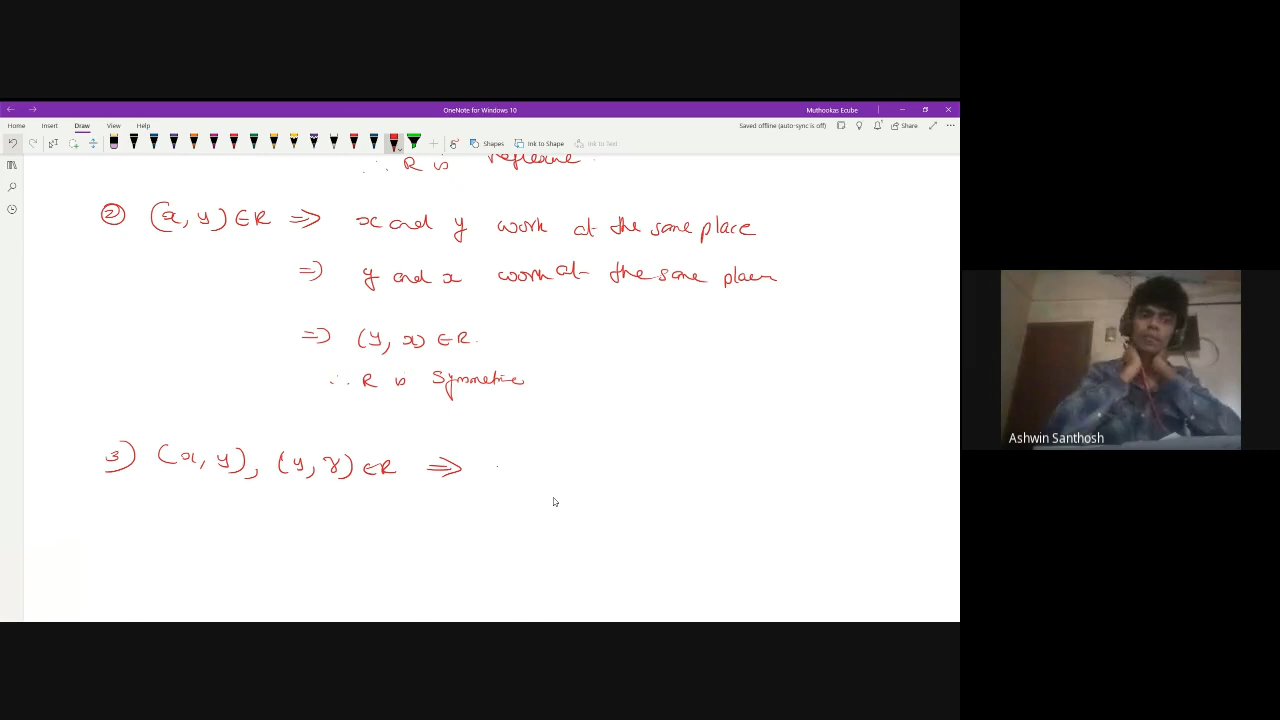 OneNote for Windows 10
Muthookas Ecube
Home Insert Draw View Help
Saved offline (auto-sync is off)
Share
Shapes
Ink to Shape
Ink to Text
∴ R is reflexive.
② (x, y) ∈ R ⇒ x and y work at the same place
⇒ y and x work at the same place
⇒ (y, x) ∈ R.
∴ R is Symmetric
3) (x, y), (y, z) ∈ R ⇒
Ashwin Santhosh